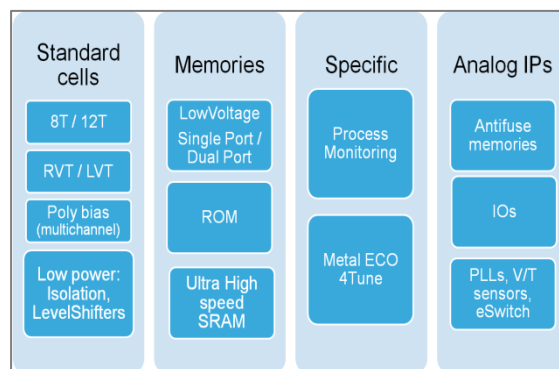 Standard
cells
8T / 12T
RVT / LVT
Poly bias
(multichannel)
Low power:
Isolation,
LevelShifters
Memories
LowVoltage
Single Port /
Dual Port
ROM
Ultra High
speed
SRAM
Specific
Process
Monitoring
Metal ECO
4Tune
Analog IPs
Antifuse
memories
IOs
PLLs, V/T
sensors,
eSwitch